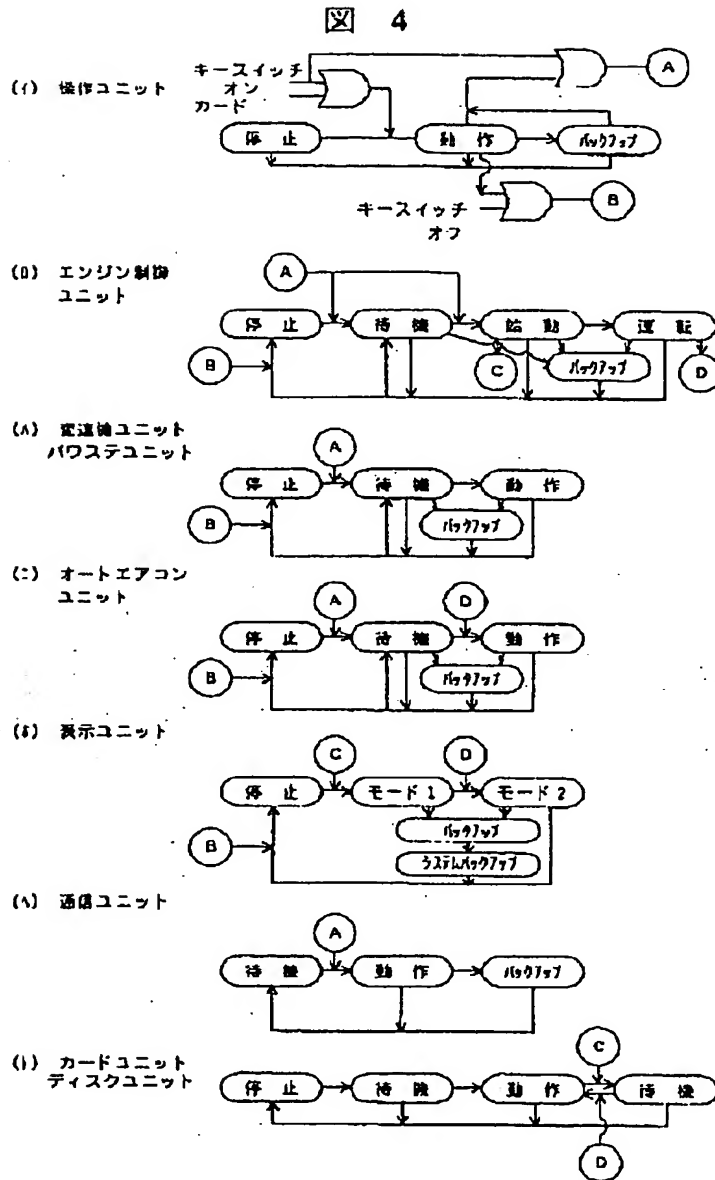 図 4
(イ) 操作ユニット
キースイッチ
オン
カード
A
停止 動作 バックアップ
キースイッチ
オフ
B
(ロ) エンジン制御
ユニット
A
停止 待機 始動 運転
B
C
バックアップ
D
(ハ) 変速機ユニット
パワステユニット
A
停止 待機 動作
B
バックアップ
(ニ) オートエアコン
ユニット
A D
停止 待機 動作
B
バックアップ
(ホ) 表示ユニット
C D
停止 モード1 モード2
バックアップ
B
システムバックアップ
(ヘ) 通信ユニット
A
待機 動作 バックアップ
(ト) カードユニット
ディスクユニット
C
停止 待機 動作 待機
D